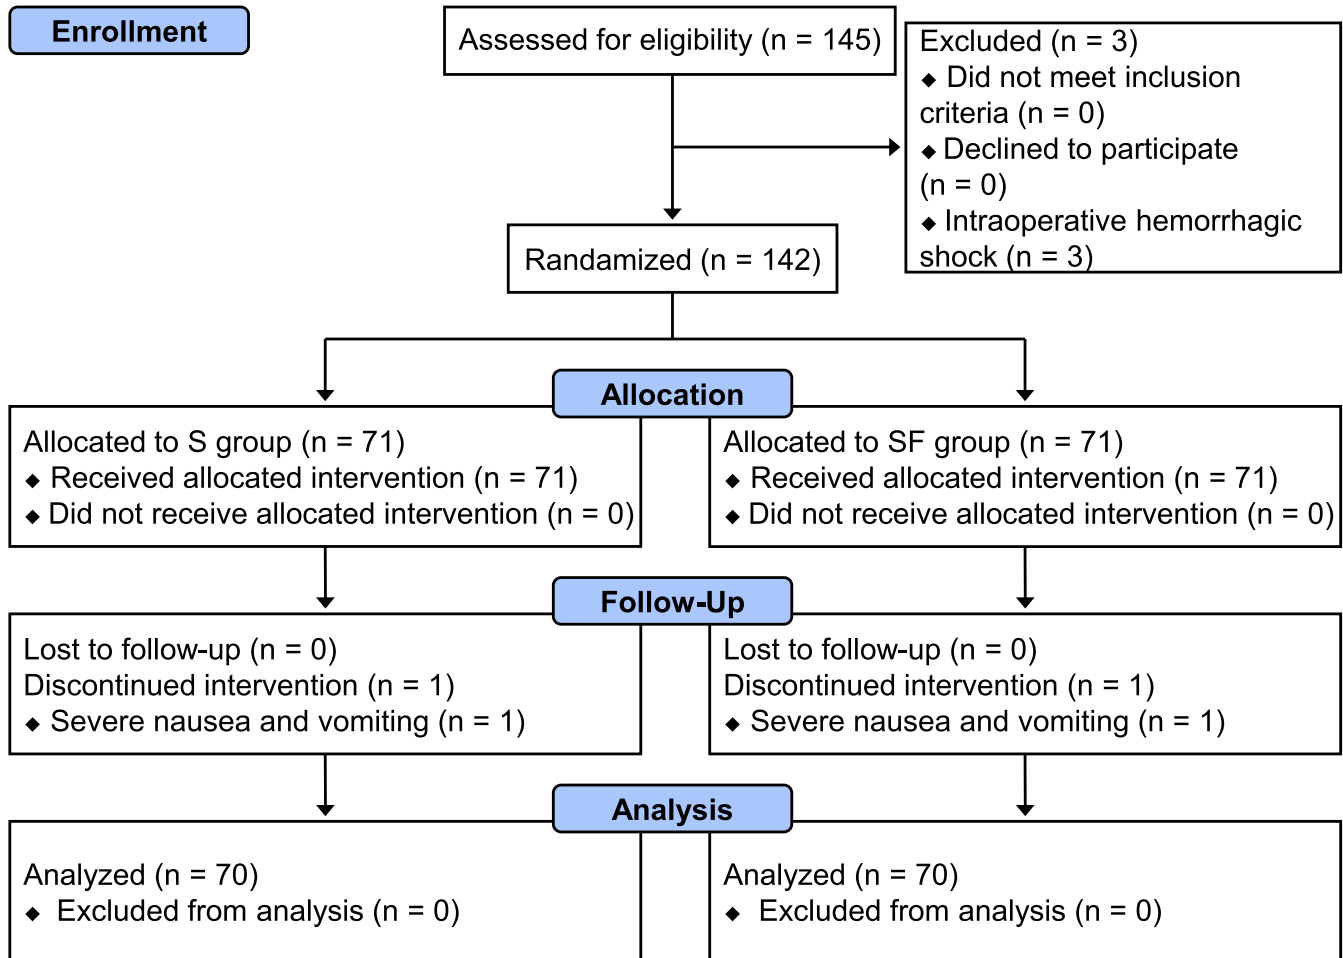 Enrollment
Assessed for eligibility (n = 145)
Excluded (n = 3)
◆ Did not meet inclusion
criteria (n = 0)
◆ Declined to participate
(n = 0)
◆ Intraoperative hemorrhagic
shock (n = 3)
Randamized (n = 142)
Allocation
Allocated to S group (n = 71)
◆ Received allocated intervention (n = 71)
◆ Did not receive allocated intervention (n = 0)
Allocated to SF group (n = 71)
◆ Received allocated intervention (n = 71)
◆ Did not receive allocated intervention (n = 0)
Follow-Up
Lost to follow-up (n = 0)
Discontinued intervention (n = 1)
◆ Severe nausea and vomiting (n = 1)
Lost to follow-up (n = 0)
Discontinued intervention (n = 1)
◆ Severe nausea and vomiting (n = 1)
Analysis
Analyzed (n = 70)
◆ Excluded from analysis (n = 0)
Analyzed (n = 70)
◆ Excluded from analysis (n = 0)